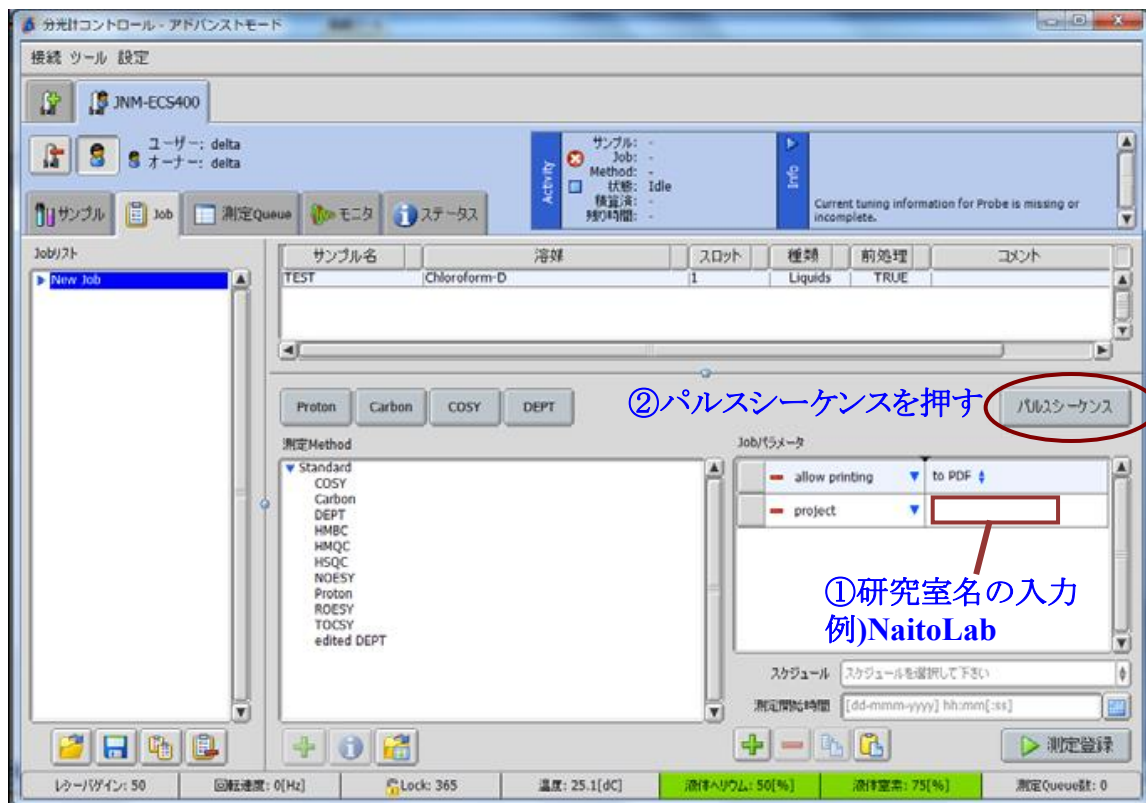 分光計コントロール - アドバンストモード
接続 ツール 設定
JNM-ECS400
ユーザー: delta
オーナー: delta
Activity
サンプル: -
Job: -
Method: -
状態: Idle
積算済: -
残り時間: -
Info
Current tuning information for Probe is missing or
incomplete.
サンプル Job 測定Queue モニタ ステータス
Jobリスト
New Job
サンプル名 溶媒 スロット 種類 前処理 コメント
TEST Chloroform-D 1 Liquids TRUE
Proton Carbon COSY DEPT
②パルスシーケンスを押す
パルスシーケンス
測定Method
Standard
COSY
Carbon
DEPT
HMBC
HMQC
HSQC
NOESY
Proton
ROESY
TOCSY
edited DEPT
Jobパラメータ
allow printing to PDF
project
①研究室名の入力
例)NaitoLab
スケジュール スケジュールを選択して下さい
測定開始時間 [dd-mmm-yyyy] hh:mm[:ss]
測定登録
レシーバゲイン: 50 回転速度: 0[Hz] Lock: 365 温度: 25.1[dC] 液体ヘリウム: 50[%] 液体窒素: 75[%] 測定Queue数: 0